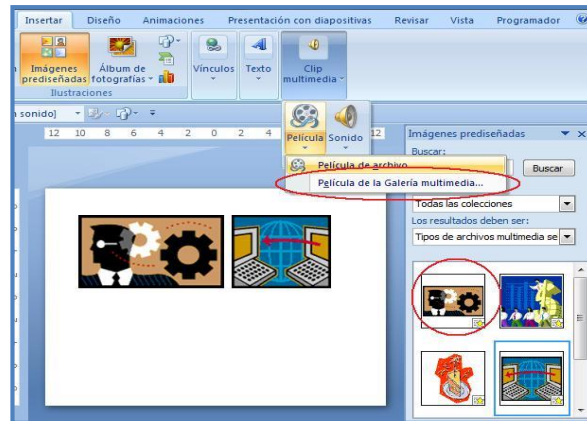 Insertar Diseño Animaciones Presentación con diapositivas Revisar Vista Programador
Imágenes prediseñadas
Álbum de fotografías
Vínculos
Texto
Clip multimedia
Ilustraciones
n sonido]
12 10 8 6 4 2 0 2 4 12
Película Sonido
Película de archivo...
Película de la Galería multimedia...
Imágenes prediseñadas
Buscar:
Buscar
Todas las colecciones
Los resultados deben ser:
Tipos de archivos multimedia se